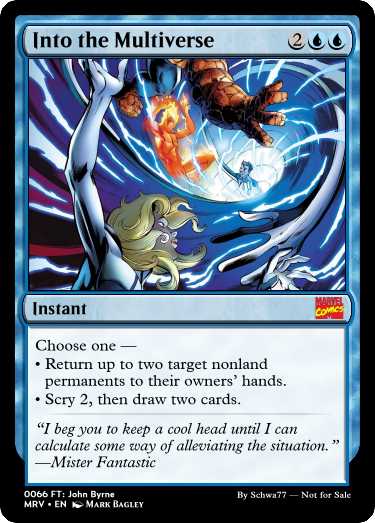 Into the Multiverse 2
Instant
MARVEL
COMICS
Choose one —
• Return up to two target nonland
permanents to their owners' hands.
• Scry 2, then draw two cards.
“I beg you to keep a cool head until I can
calculate some way of alleviating the situation.”
—Mister Fantastic
0066 FT: John Byrne
MRV • EN Mark Bagley
By Schwa77 — Not for Sale